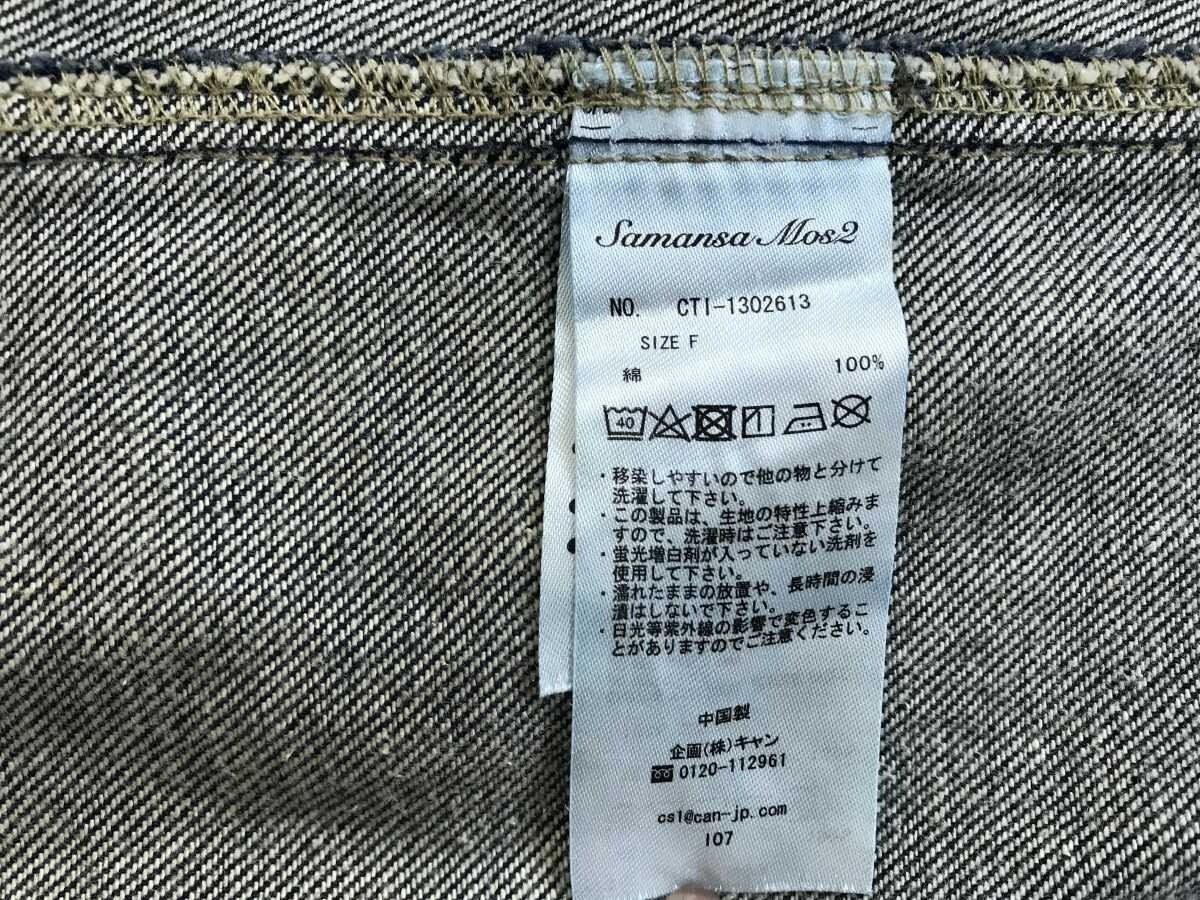 Samansa Mos2
NO. CTI-1302613
SIZE F
綿 100%
40
・移染しやすいので他の物と分けて
洗濯して下さい。
・この製品は、生地の特性上縮みま
すので、洗濯時はご注意下さい。
・蛍光増白剤が入っていない洗剤を
使用して下さい。
・濡れたままの放置や、長時間の浸
漬はしないで下さい。
・日光等紫外線の影響で変色するこ
とがありますのでご注意ください。
中国製
企画(株)キャン
0120-112961
cs1@can-jp.com
I07